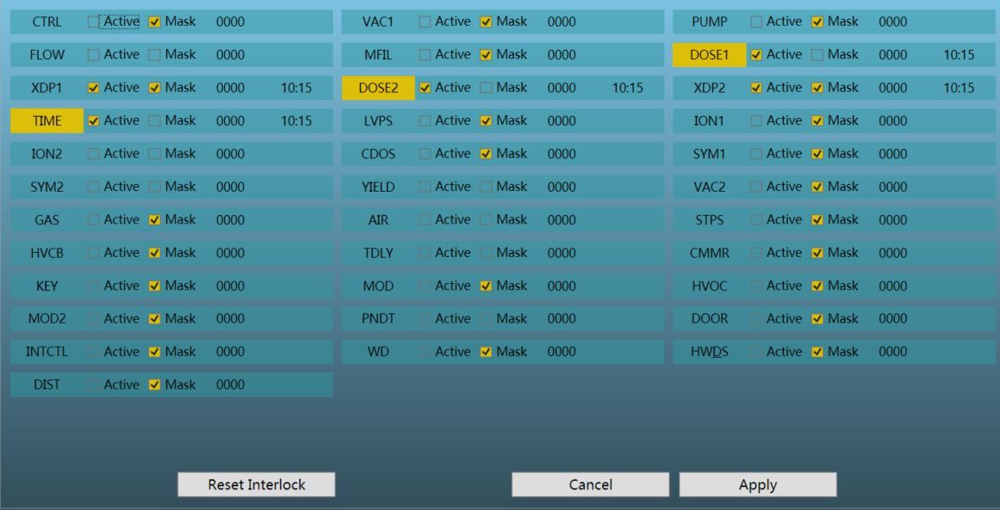 CTRL Active Mask 0000 VAC1 Active Mask 0000 PUMP Active Mask 0000
FLOW Active Mask 0000 MFIL Active Mask 0000 DOSE1 Active Mask 0000 10:15
XDP1 Active Mask 0000 10:15 DOSE2 Active Mask 0000 10:15 XDP2 Active Mask 0000 10:15
TIME Active Mask 0000 10:15 LVPS Active Mask 0000 ION1 Active Mask 0000
ION2 Active Mask 0000 CDOS Active Mask 0000 SYM1 Active Mask 0000
SYM2 Active Mask 0000 YIELD Active Mask 0000 VAC2 Active Mask 0000
GAS Active Mask 0000 AIR Active Mask 0000 STPS Active Mask 0000
HVCB Active Mask 0000 TDLY Active Mask 0000 CMMR Active Mask 0000
KEY Active Mask 0000 MOD Active Mask 0000 HVOC Active Mask 0000
MOD2 Active Mask 0000 PNDT Active Mask 0000 DOOR Active Mask 0000
INTCTL Active Mask 0000 WD Active Mask 0000 HWDS Active Mask 0000
DIST Active Mask 0000
Reset Interlock Cancel Apply